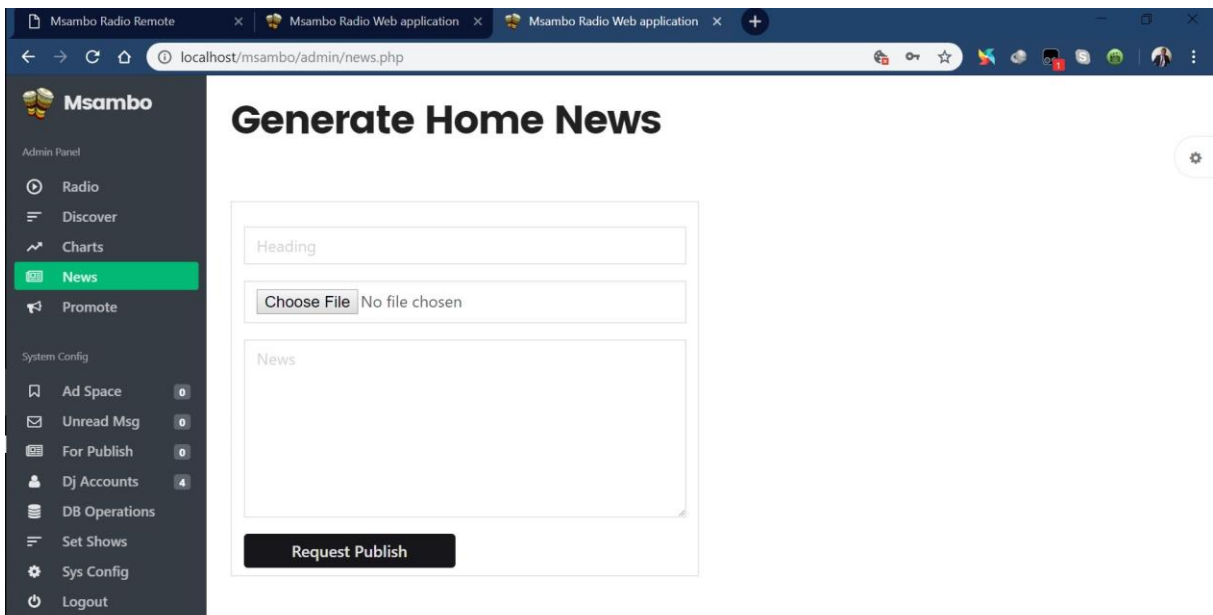 Msambo Radio Remote
Msambo Radio Web application
Msambo Radio Web application
localhost/msambo/admin/news.php
1
Msambo
Admin Panel
Radio
Discover
Charts
News
Promote
System Config
Ad Space 0
Unread Msg 0
For Publish 0
Dj Accounts 4
DB Operations
Set Shows
Sys Config
Logout
Generate Home News
Heading
Choose File No file chosen
News
Request Publish